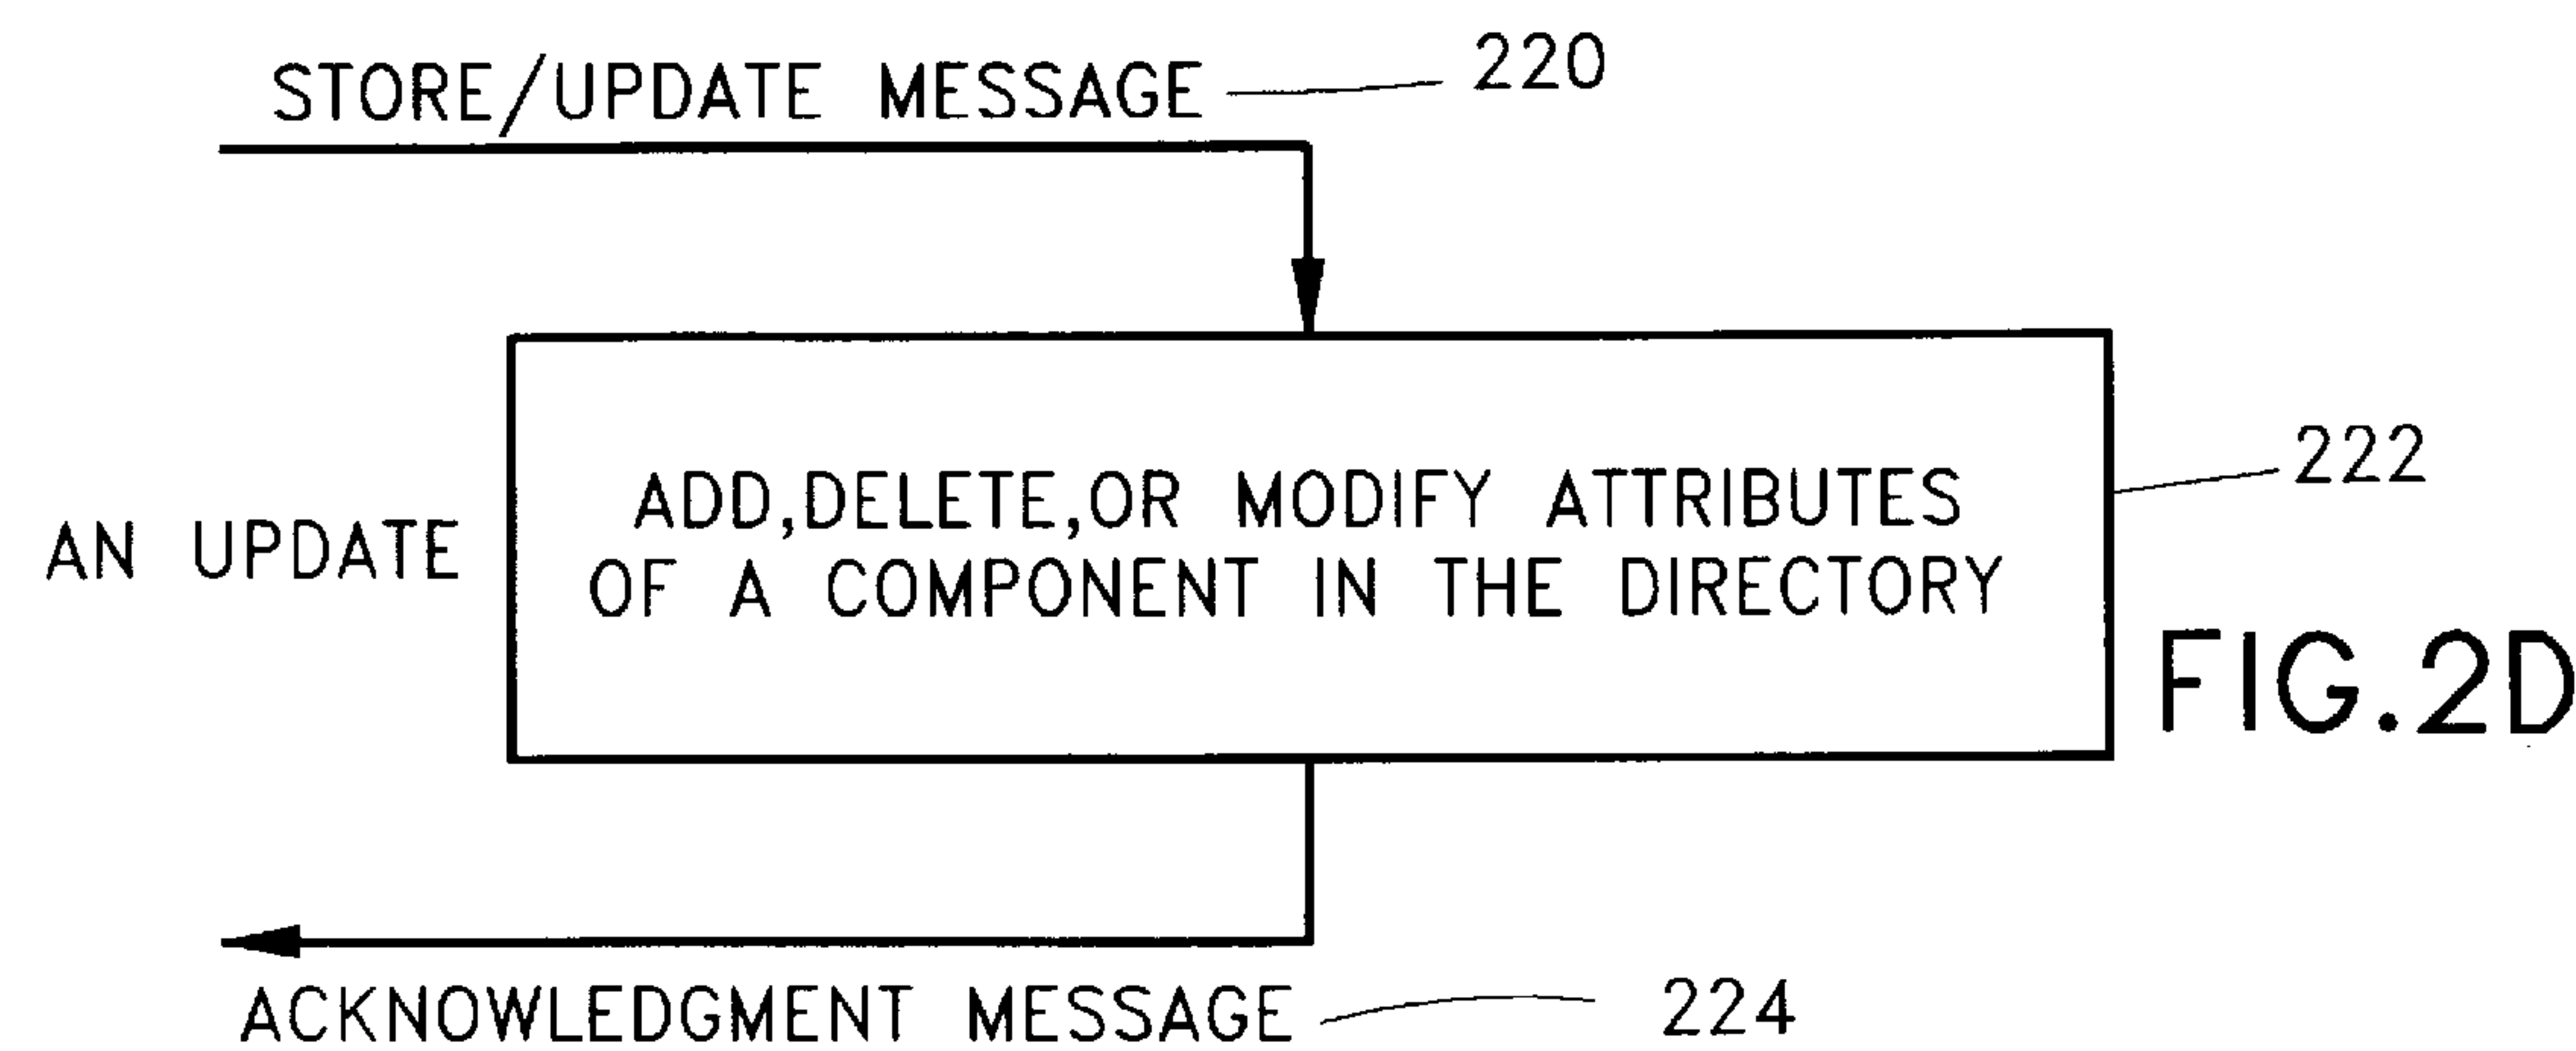 STORE/UPDATE MESSAGE 220
ADD,DELETE,OR MODIFY ATTRIBUTES
OF A COMPONENT IN THE DIRECTORY
222
AN UPDATE
FIG.2D
ACKNOWLEDGMENT MESSAGE 224